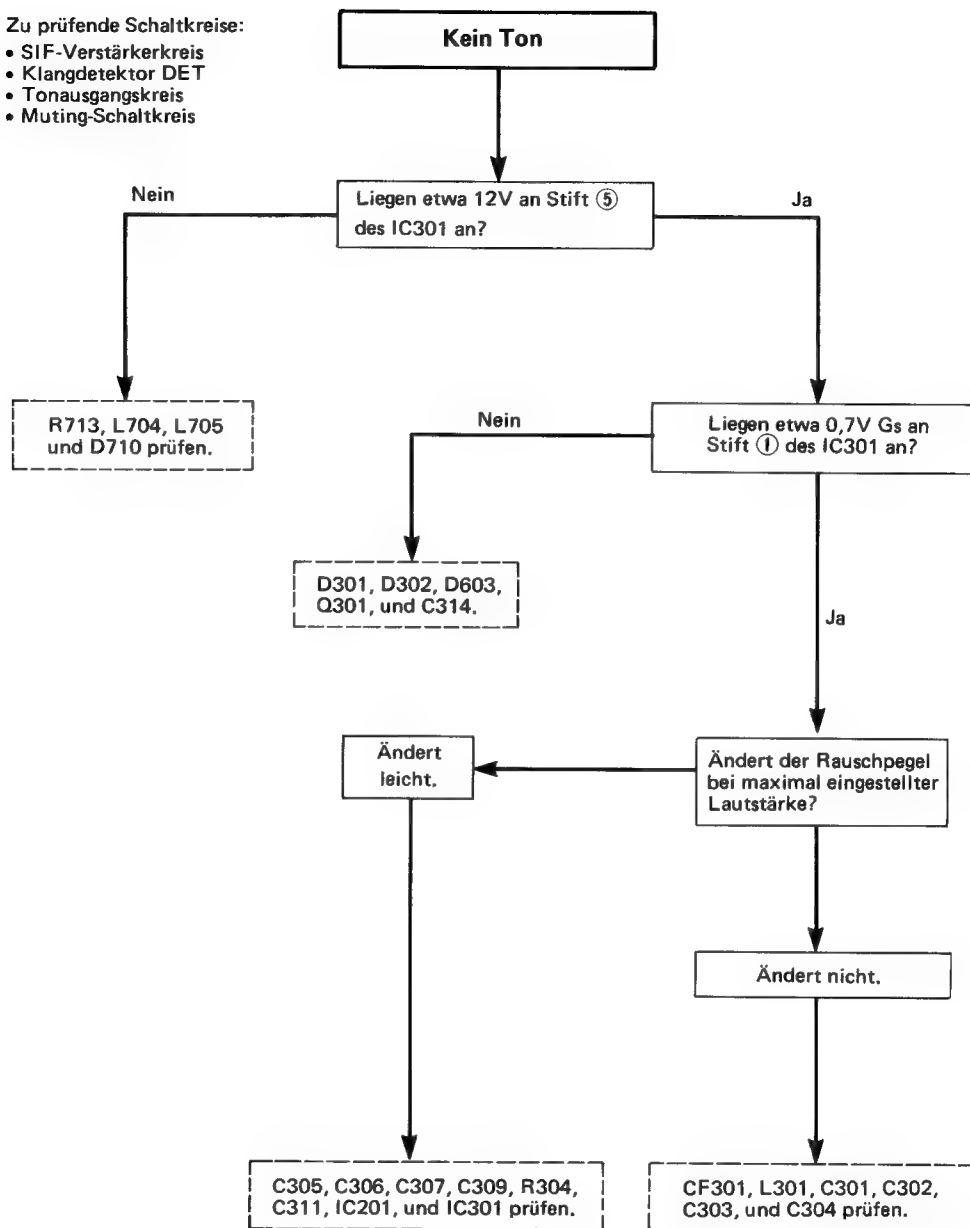 Zu prüfende Schaltkreise:
• SIF-Verstärkerkreis
• Klangdetektor DET
• Tonausgangskreis
• Muting-Schaltkreis
Kein Ton
Nein
Liegen etwa 12V an Stift ⑤
des IC301 an?
Ja
R713, L704, L705
und D710 prüfen.
Nein
Liegen etwa 0,7V Gs an
Stift ① des IC301 an?
D301, D302, D603,
Q301, und C314.
Ja
Ändert
leicht.
Ändert der Rauschpegel
bei maximal eingestellter
Lautstärke?
Ändert nicht.
C305, C306, C307, C309, R304,
C311, IC201, und IC301 prüfen.
CF301, L301, C301, C302,
C303, und C304 prüfen.